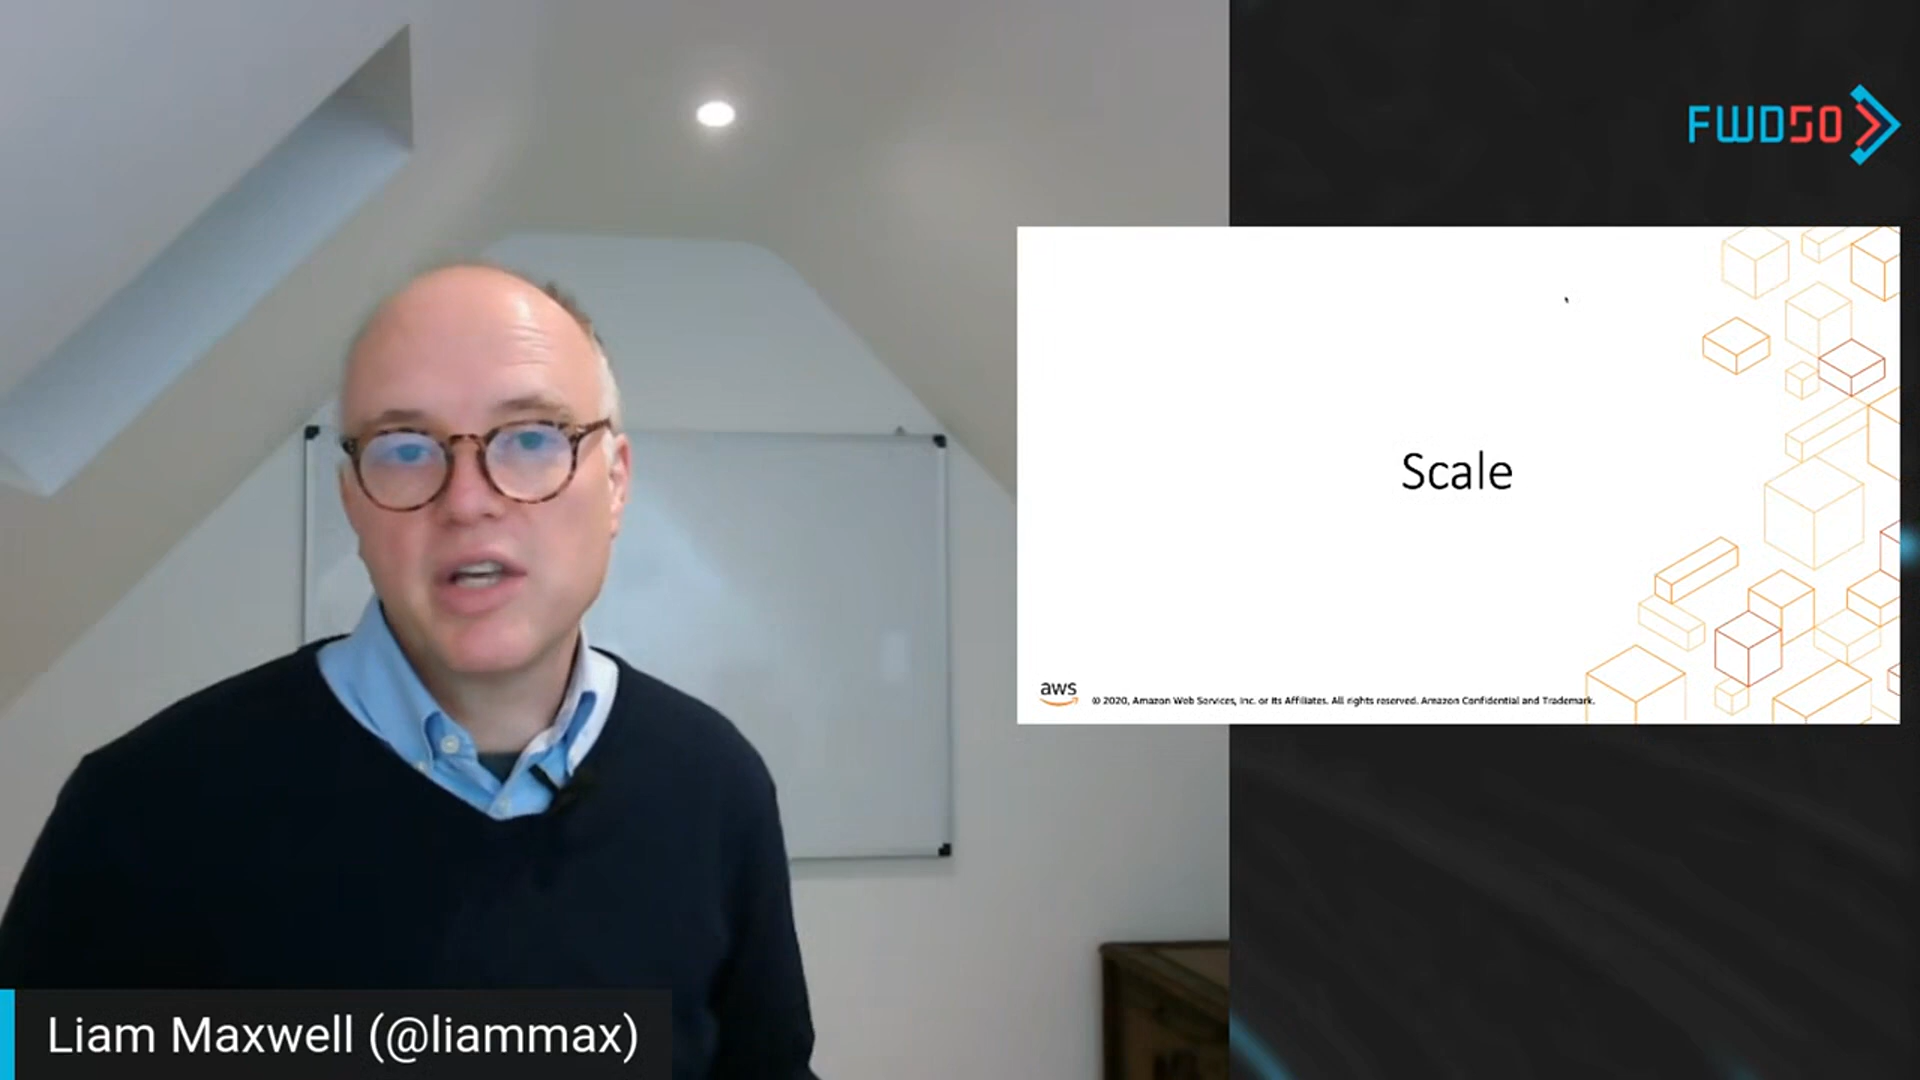 FWD50
Scale
aws
© 2020, Amazon Web Services, Inc. or its Affiliates. All rights reserved. Amazon Confidential and Trademark.
Liam Maxwell (@liammax)